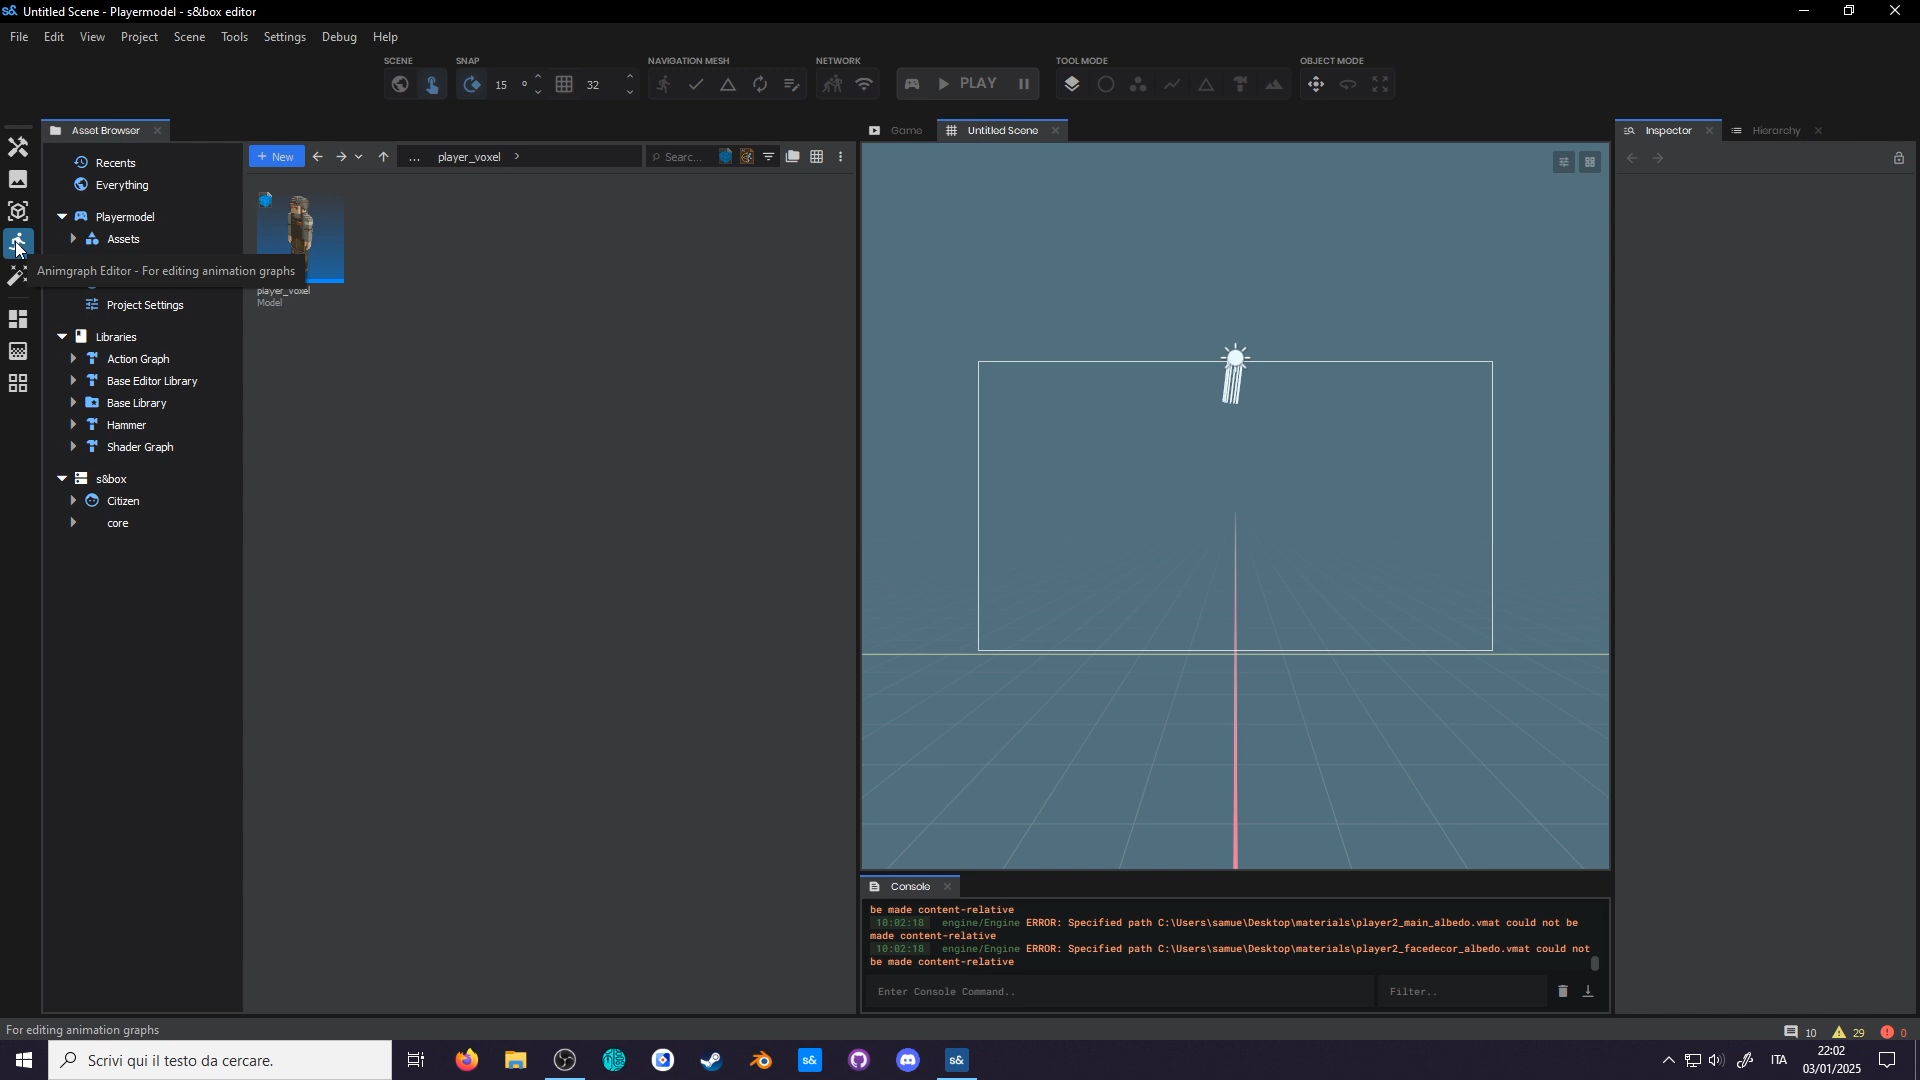 Untitled Scene - Playermodel - s&box editor
File Edit View Project Scene Tools Settings Debug Help
SCENE SNAP NAVIGATION MESH NETWORK TOOL MODE OBJECT MODE
15 ° 32 PLAY
Asset Browser Game Untitled Scene Inspector Hierarchy
Recents
Everything
Playermodel
Assets
Animgraph Editor - For editing animation graphs
Project Settings
Libraries
Action Graph
Base Editor Library
Base Library
Hammer
Shader Graph
s&box
Citizen
core
+ New ... player_voxel > Searc...
player_voxel
Model
Console
be made content-relative
10:02:18 engine/Engine ERROR: Specified path C:\Users\samue\Desktop\materials\player2_main_albedo.vmat could not be
made content-relative
10:02:18 engine/Engine ERROR: Specified path C:\Users\samue\Desktop\materials\player2_facedecor_albedo.vmat could not
be made content-relative
Enter Console Command.. Filter..
For editing animation graphs 10 29 0
Scrivi qui il testo da cercare. s& s& ITA
22:02
03/01/2025